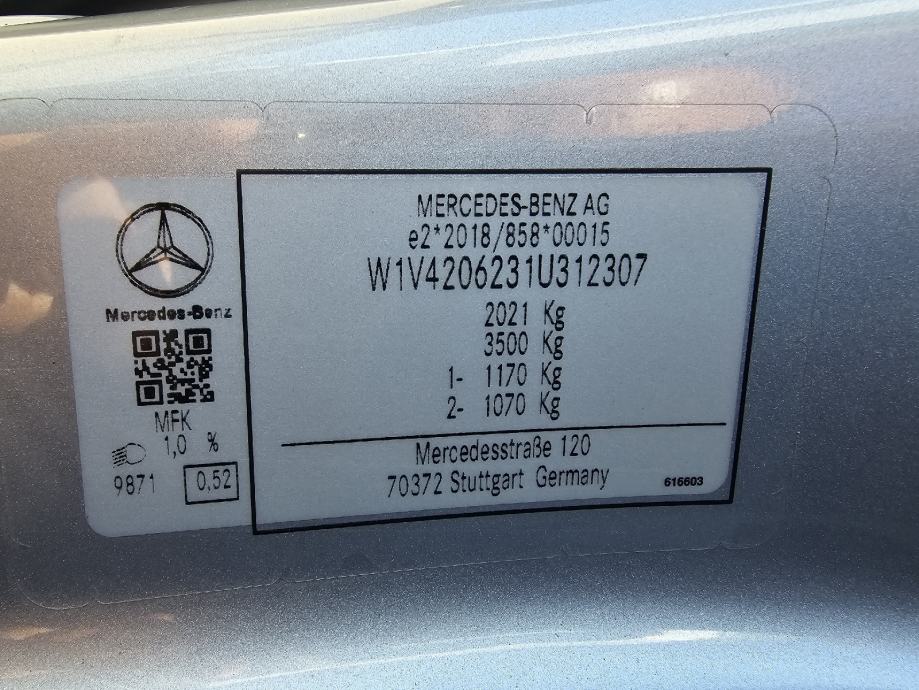 MERCEDES-BENZ AG
e2*2018/858*00015
W1V4206231U312307
2021 Kg
3500 Kg
1- 1170 Kg
2- 1070 Kg
Mercedesstraße 120
70372 Stuttgart Germany
616603
Mercedes-Benz
MFK
1,0 %
9871 0,52